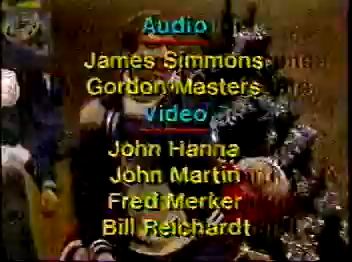 Audio
James Simmons
Gordon Masters
Video
John Hanna
John Martin
Fred Merker
Bill Reichardt